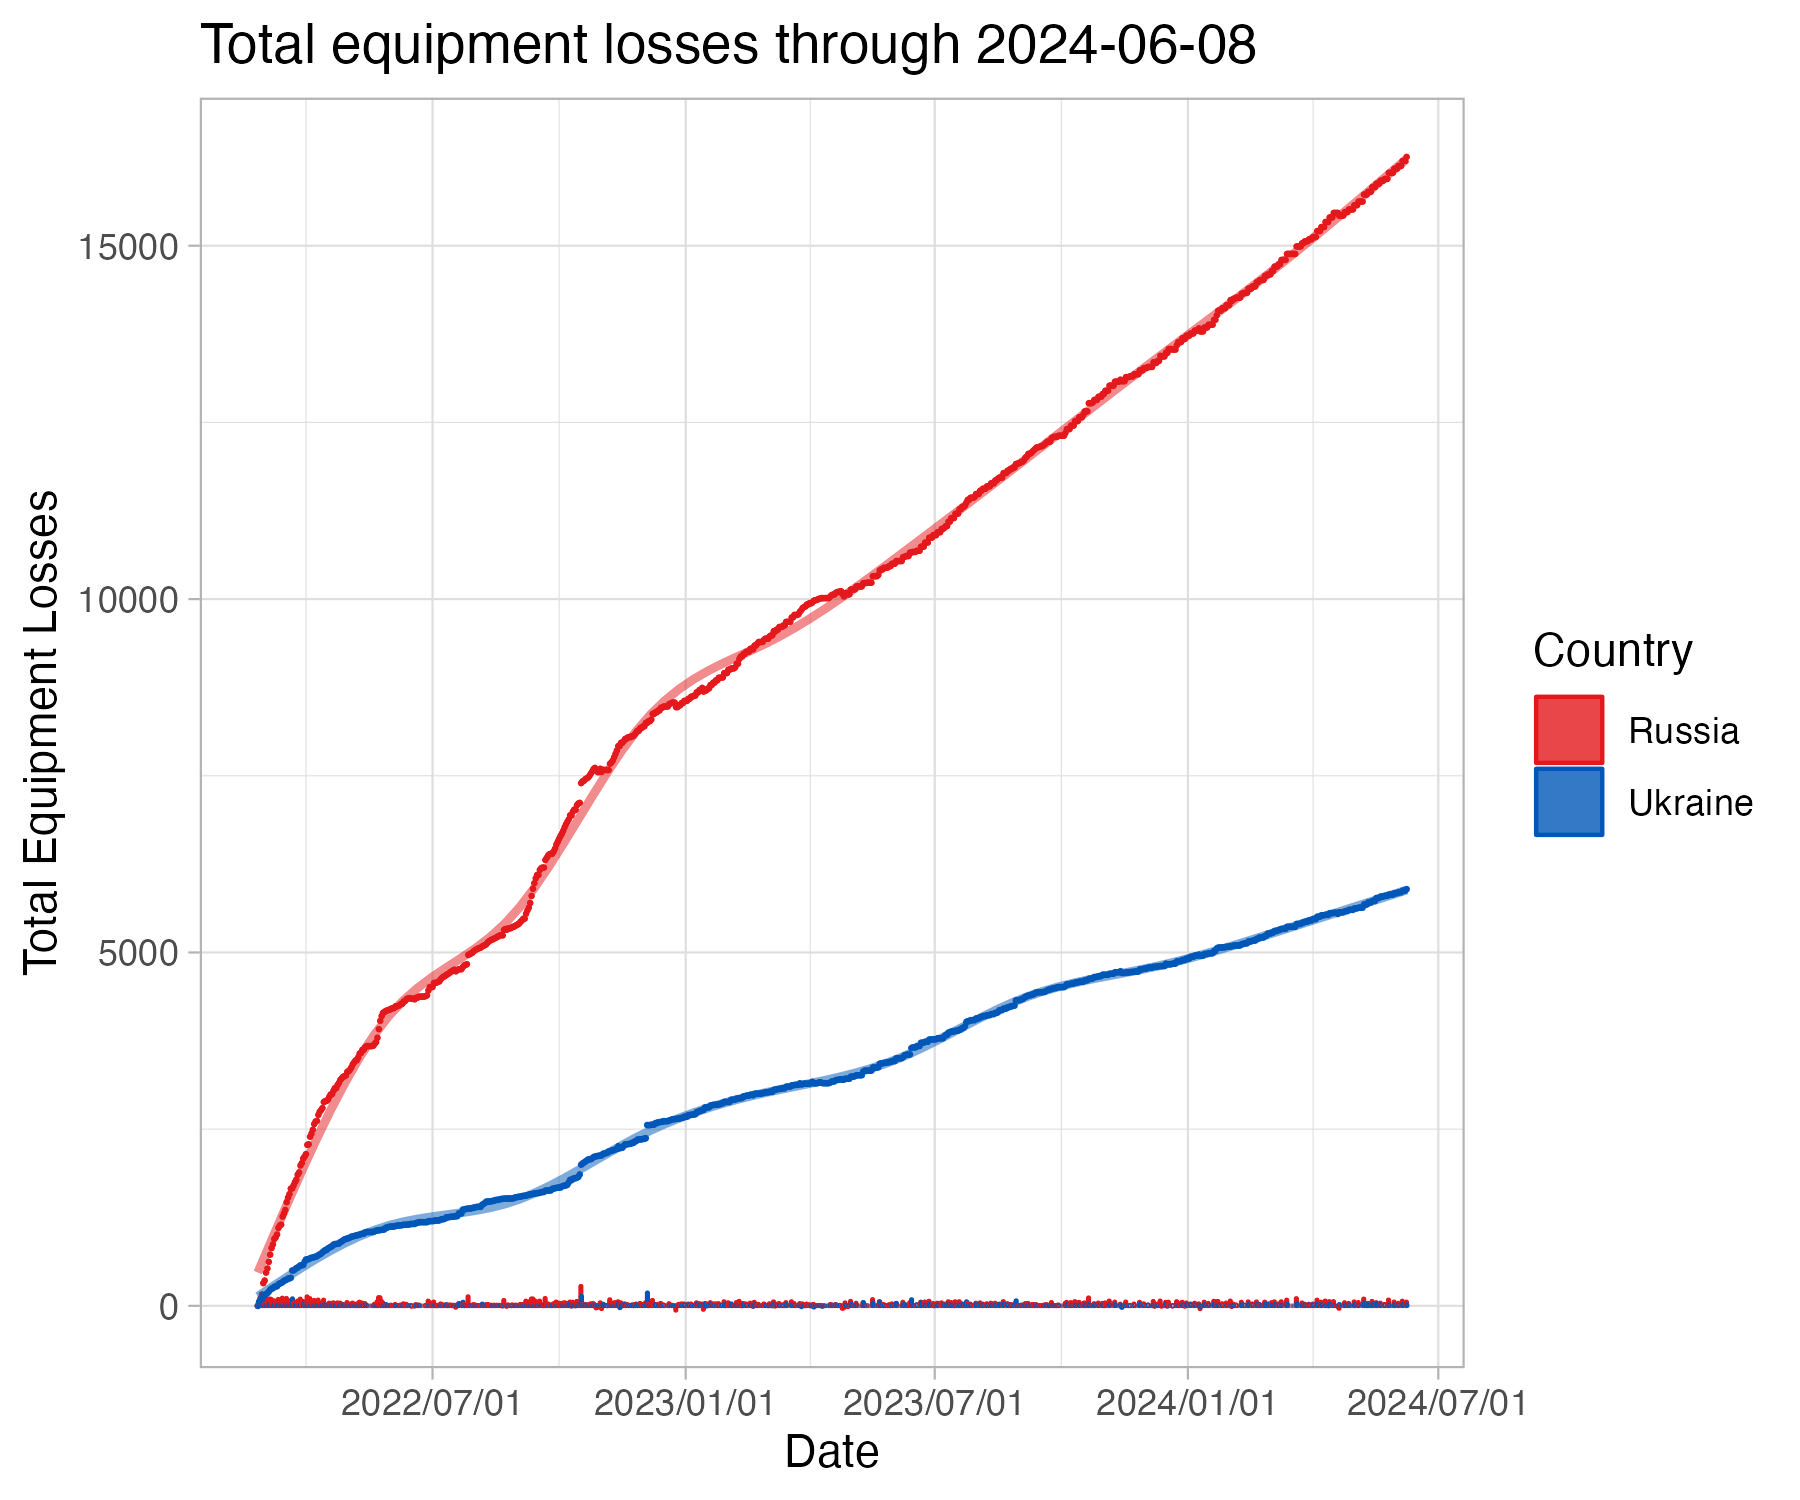 Total equipment losses through 2024-06-08
Total Equipment Losses
15000
10000
5000
0
2022/07/01
2023/01/01
2023/07/01
2024/01/01
2024/07/01
Date
Country
Russia
Ukraine